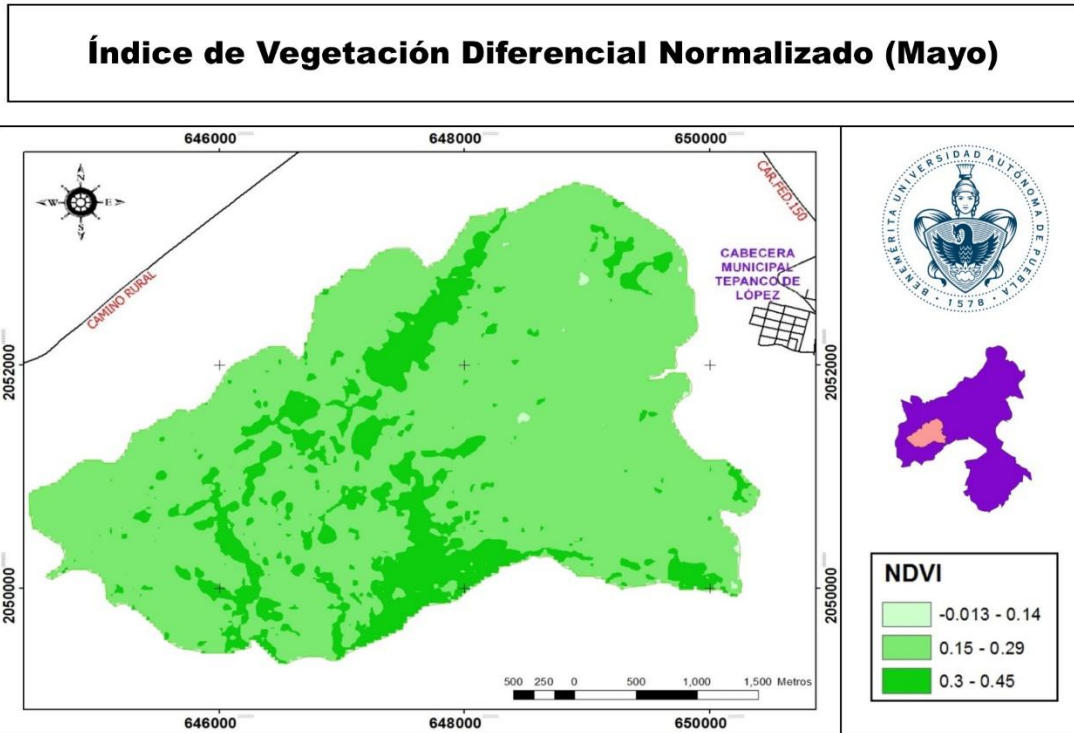 Índice de Vegetación Diferencial Normalizado (Mayo)
646000 648000 650000
N
W E
S
CAMINO RURAL
CAR.FED.150
CABECERA
MUNICIPAL
TEPANCO DE
LÓPEZ
2052000 2052000
2050000 2050000
500 250 0 500 1,000 1,500 Metros
646000 648000 650000
BENEMÉRITA UNIVERSIDAD AUTÓNOMA DE PUEBLA
1578
NDVI
-0.013 - 0.14
0.15 - 0.29
0.3 - 0.45